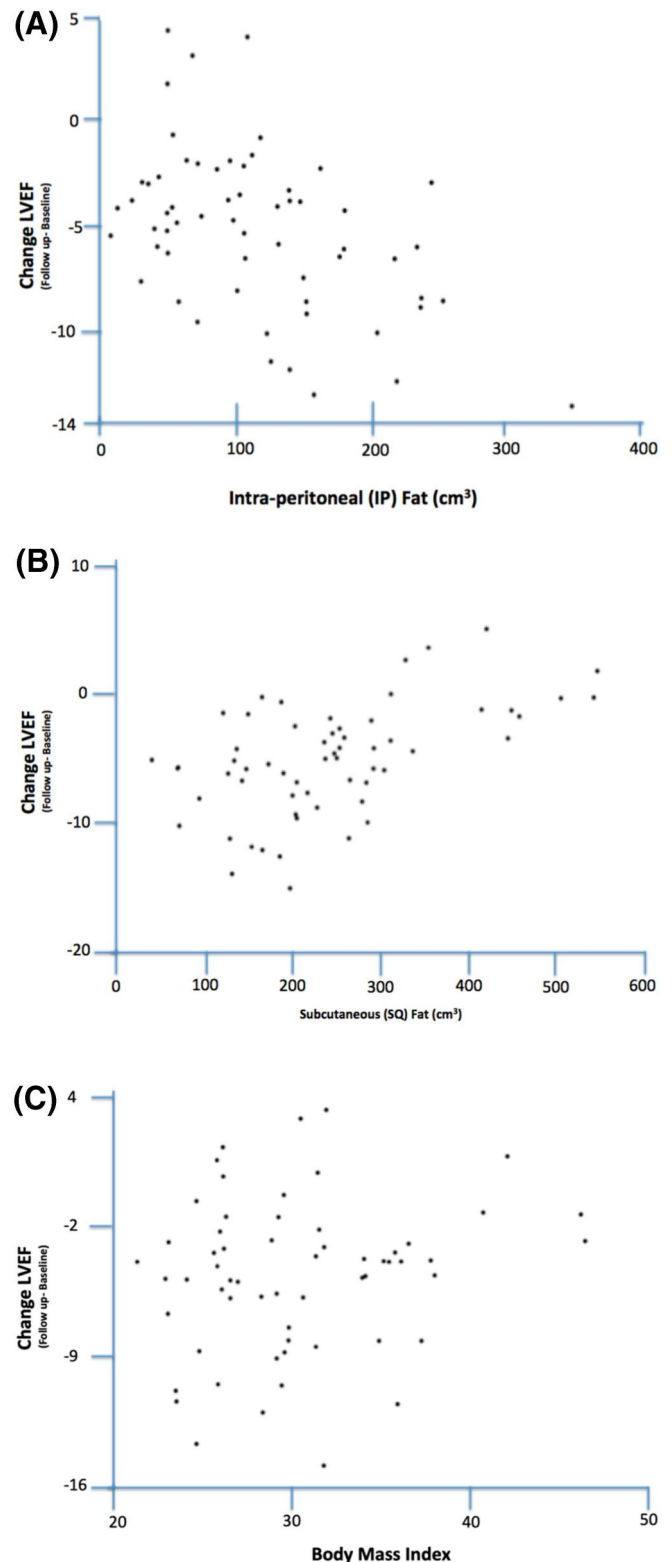 (A)
5
0
-5
-10
-14
Change LVEF
(Follow up- Baseline)
0 100 200 300 400
Intra-peritoneal (IP) Fat (cm³)
(B)
10
0
-10
-20
Change LVEF
(Follow up- Baseline)
0 100 200 300 400 500 600
Subcutaneous (SQ) Fat (cm³)
(C)
4
-2
-9
-16
Change LVEF
(Follow up- Baseline)
20 30 40 50
Body Mass Index